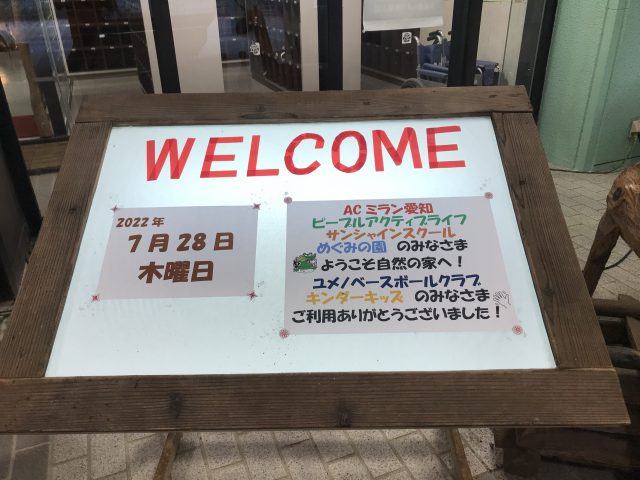 WELCOME
2022年
7月28日
木曜日
ACミラン愛知
ピープルアクティブライフ
サンシャインスクール
めぐみの園 のみなさま
ようこそ自然の家へ！
ユメノベースボールクラブ
キンダーキッズ のみなさま
ご利用ありがとうございました！